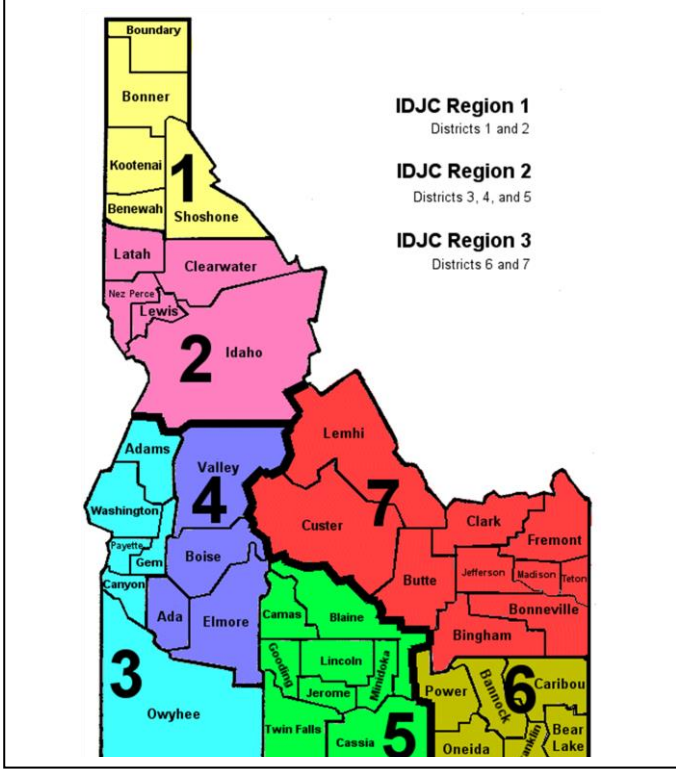 Boundary
Bonner
IDJC Region 1
Districts 1 and 2
Kootenai
1
IDJC Region 2
Benewah
Districts 3, 4, and 5
Shoshone
IDJC Region 3
Latah
Districts 6 and 7
Clearwater
Nez Perce
Lewis
2
Idaho
Lemhi
Adams
Valley
7
4
Washington
Custer
Clark
Fremont
Payette
Gem
Boise
Jefferson
Madison
Teton
Canyon
Butte
Ada
Elmore
Camas
Blaine
Bonneville
Bingham
3
Gooding
Lincoln
Minidoka
Power
Bannock
6
Caribou
Jerome
Owyhee
Twin Falls
Cassia
5
Oneida
anklin
Bear
Lake